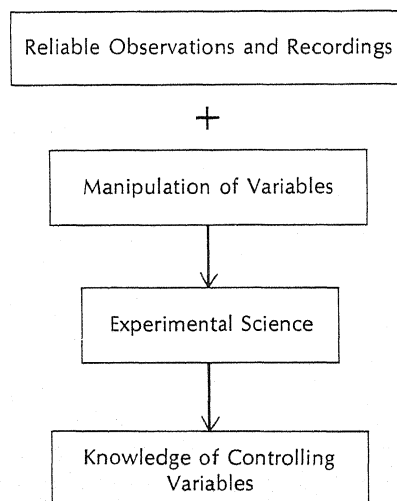 Reliable Observations and Recordings
+
Manipulation of Variables
Experimental Science
Knowledge of Controlling
Variables